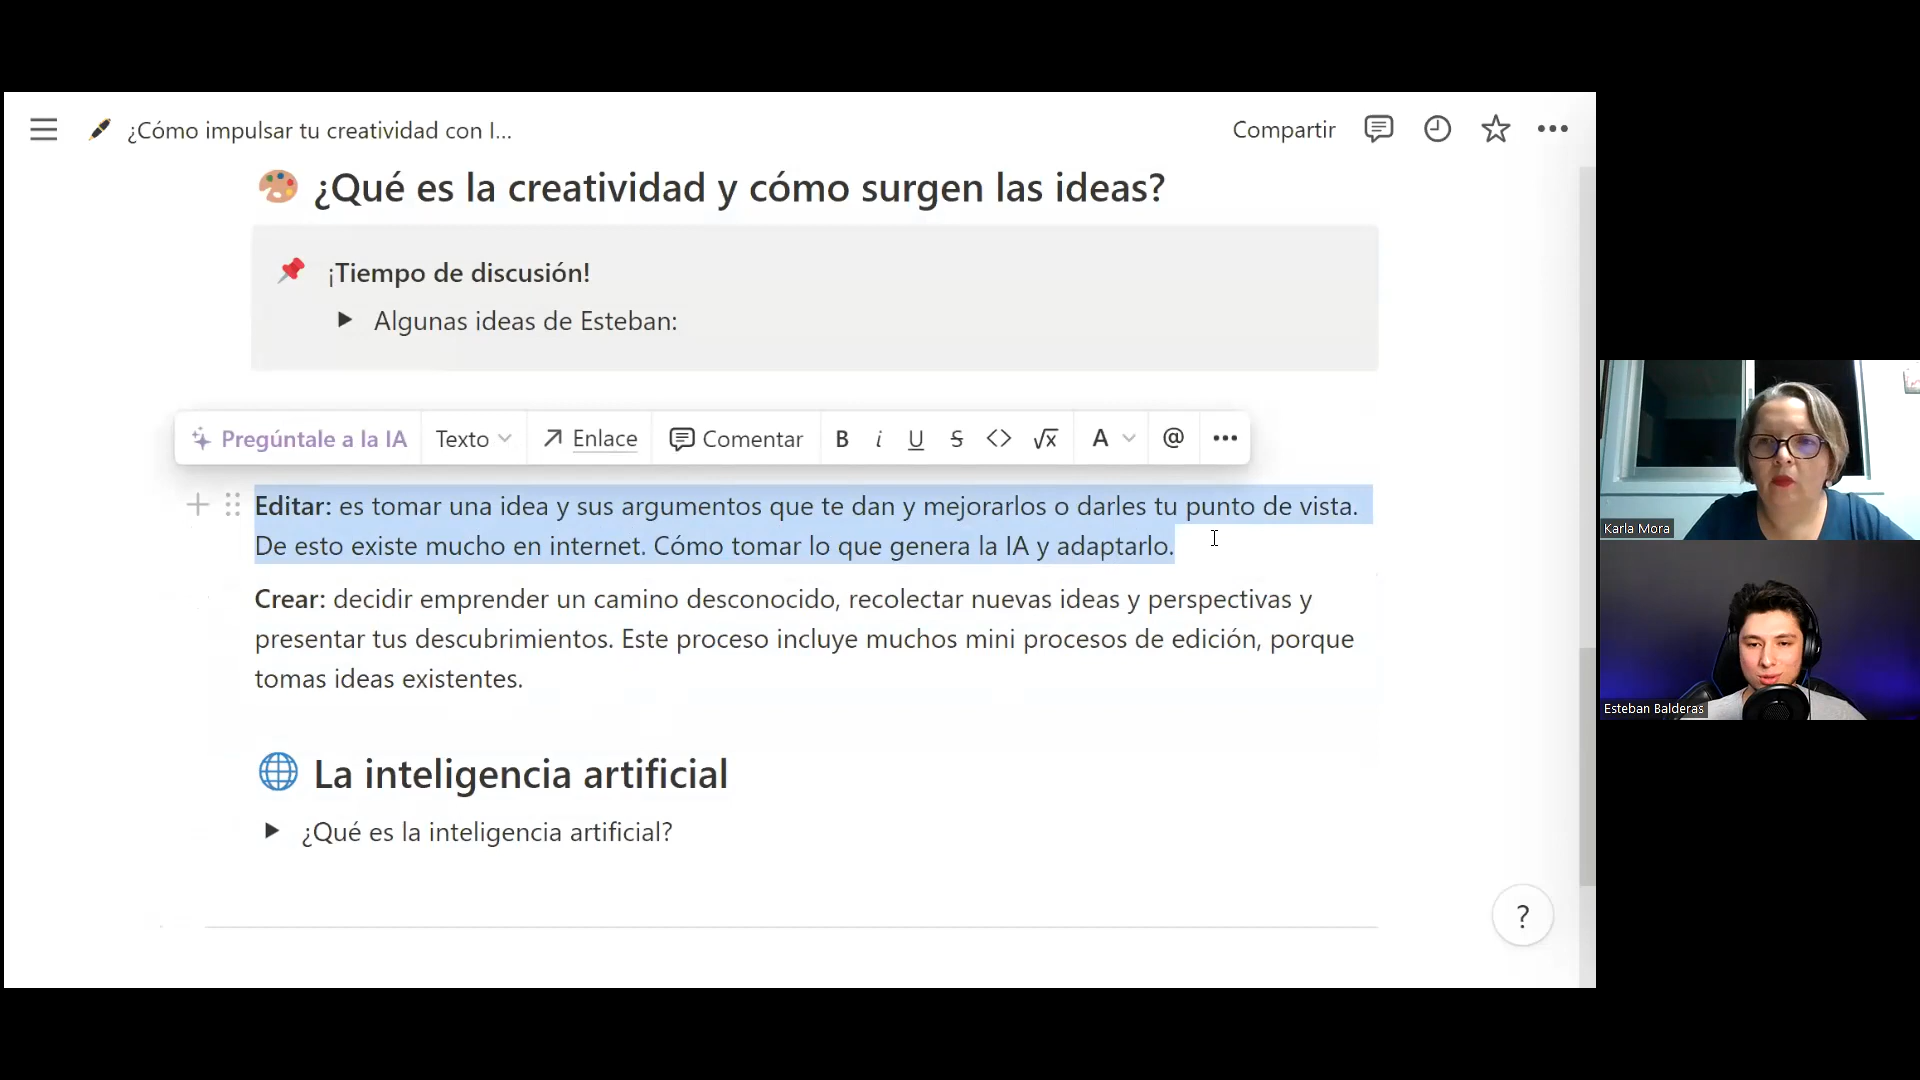 ¿Cómo impulsar tu creatividad con I...
Compartir
¿Qué es la creatividad y cómo surgen las ideas?
¡Tiempo de discusión!
Algunas ideas de Esteban:
Pregúntale a la IA
Texto
Enlace
Comentar
B
i
U
S
<>
√x
A
@
Editar: es tomar una idea y sus argumentos que te dan y mejorarlos o darles tu punto de vista.
De esto existe mucho en internet. Cómo tomar lo que genera la IA y adaptarlo.
Crear: decidir emprender un camino desconocido, recolectar nuevas ideas y perspectivas y
presentar tus descubrimientos. Este proceso incluye muchos mini procesos de edición, porque
tomas ideas existentes.
La inteligencia artificial
¿Qué es la inteligencia artificial?
?
Karla Mora
Esteban Balderas